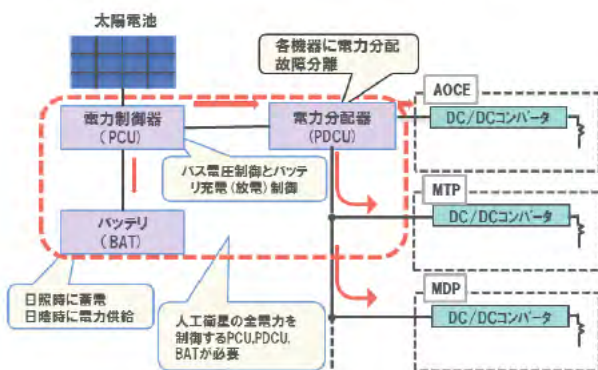 太陽電池
各機器に電力分配
故障分離
電力制御器
(PCU)
電力分配器
(PDCU)
AOCE
DC/DCコンバータ
バス電圧制御とバッテ
リ充電(放電)制御
MTP
DC/DCコンバータ
バッテリ
(BAT)
日照時に蓄電
日陰時に電力供給
人工衛星の全電力を
制御するPCU,PDCU,
BATが必要
MDP
DC/DCコンバータ